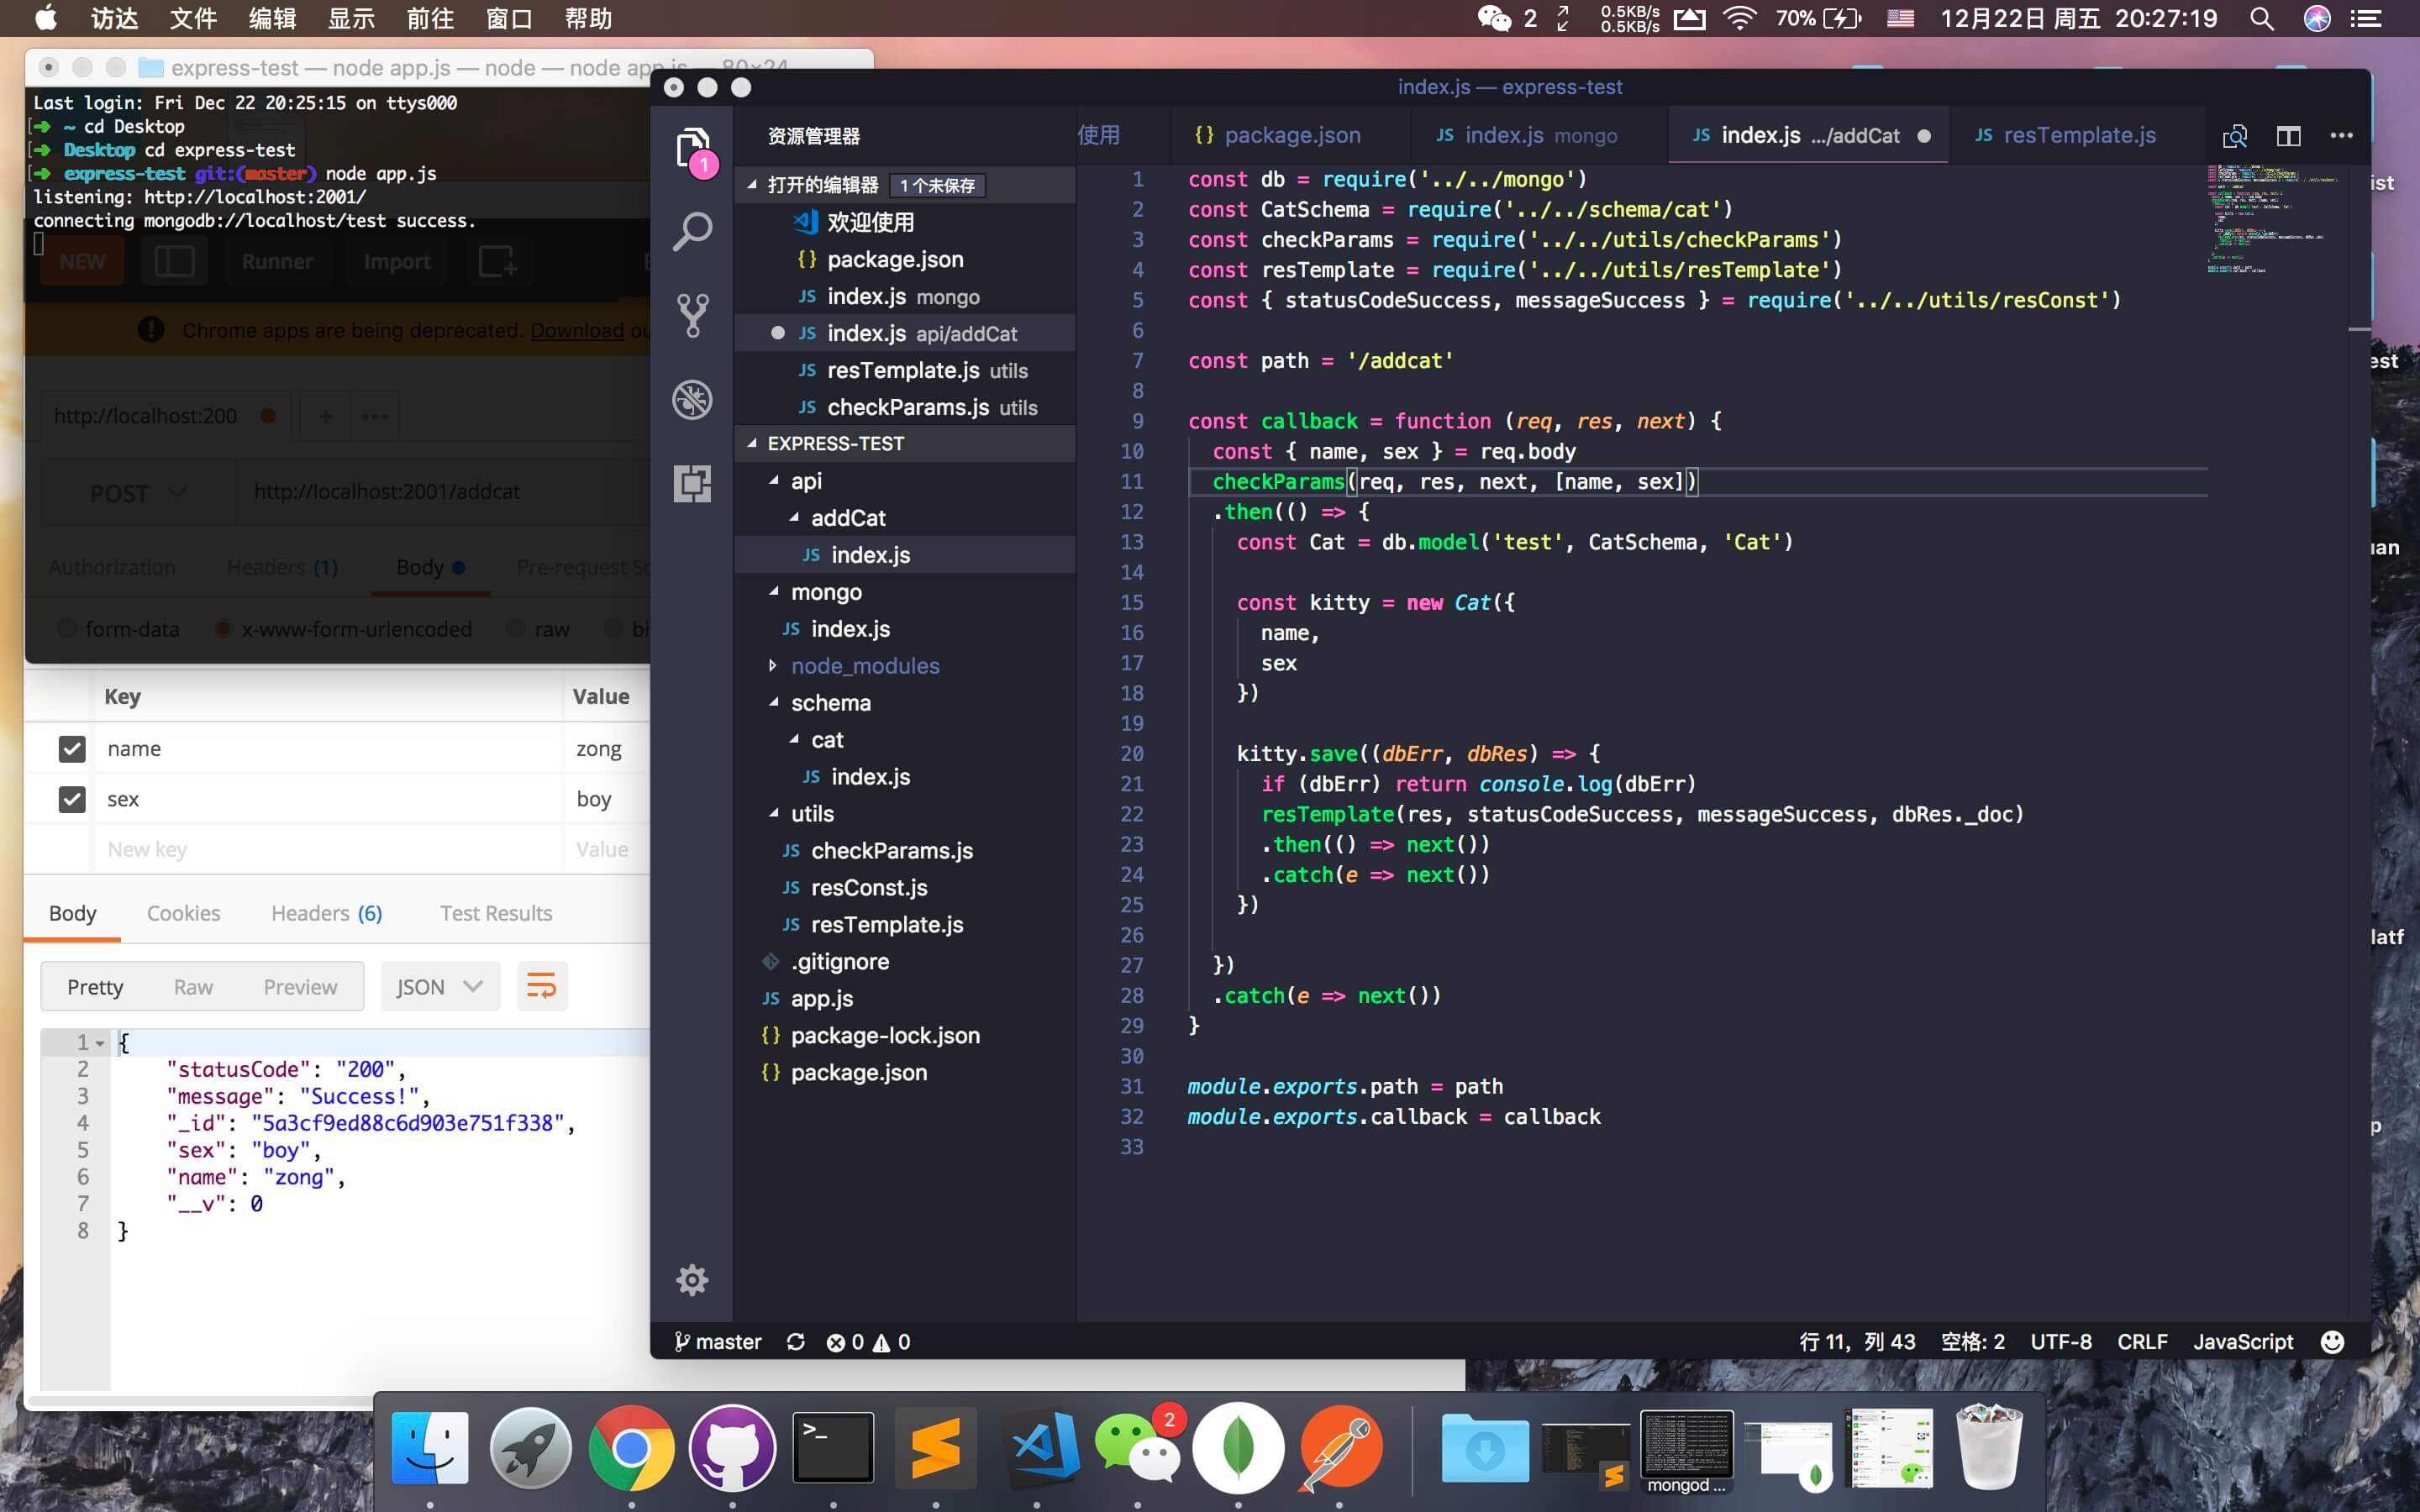 访达 文件 编辑 显示 前往 窗口 帮助
2 0.5KB/s 0.5KB/s 70% 12月22日 周五 20:27:19
express-test — node app.js — node — node app.js — 80×24
Last login: Fri Dec 22 20:25:15 on ttys000
~ cd Desktop
Desktop cd express-test
express-test git:(master) node app.js
listening: http://localhost:2001/
connecting mongodb://localhost/test success.
NEW Runner Import
Chrome apps are being deprecated. Download
http://localhost:200
POST http://localhost:2001/addcat
Authorization Headers (1) Body Pre-request
form-data x-www-form-urlencoded raw
Key Value
name zong
sex boy
New key Value
Body Cookies Headers (6) Test Results
Pretty Raw Preview JSON
1 {
2 "statusCode": "200",
3 "message": "Success!",
4 "_id": "5a3cf9ed88c6d903e751f338",
5 "sex": "boy",
6 "name": "zong",
7 "__v": 0
8 }
index.js — express-test
1
资源管理器
打开的编辑器 1 个未保存
欢迎使用
{} package.json
JS index.js mongo
JS index.js api/addCat
JS resTemplate.js utils
JS checkParams.js utils
EXPRESS-TEST
api
addCat
JS index.js
mongo
JS index.js
node_modules
schema
cat
JS index.js
utils
JS checkParams.js
JS resConst.js
JS resTemplate.js
.gitignore
JS app.js
{} package-lock.json
{} package.json
使用 {} package.json JS index.js mongo JS index.js .../addCat JS resTemplate.js
1 const db = require('../../mongo')
2 const CatSchema = require('../../schema/cat')
3 const checkParams = require('../../utils/checkParams')
4 const resTemplate = require('../../utils/resTemplate')
5 const { statusCodeSuccess, messageSuccess } = require('../../utils/resConst')
6
7 const path = '/addcat'
8
9 const callback = function (req, res, next) {
10 const { name, sex } = req.body
11 checkParams(req, res, next, [name, sex])
12 .then(() => {
13 const Cat = db.model('test', CatSchema, 'Cat')
14
15 const kitty = new Cat({
16 name,
17 sex
18 })
19
20 kitty.save((dbErr, dbRes) => {
21 if (dbErr) return console.log(dbErr)
22 resTemplate(res, statusCodeSuccess, messageSuccess, dbRes._doc)
23 .then(() => next())
24 .catch(e => next())
25 })
26
27 })
28 .catch(e => next())
29 }
30
31 module.exports.path = path
32 module.exports.callback = callback
33
master 0 0 行 11，列 43 空格: 2 UTF-8 CRLF JavaScript
2
mongod ...